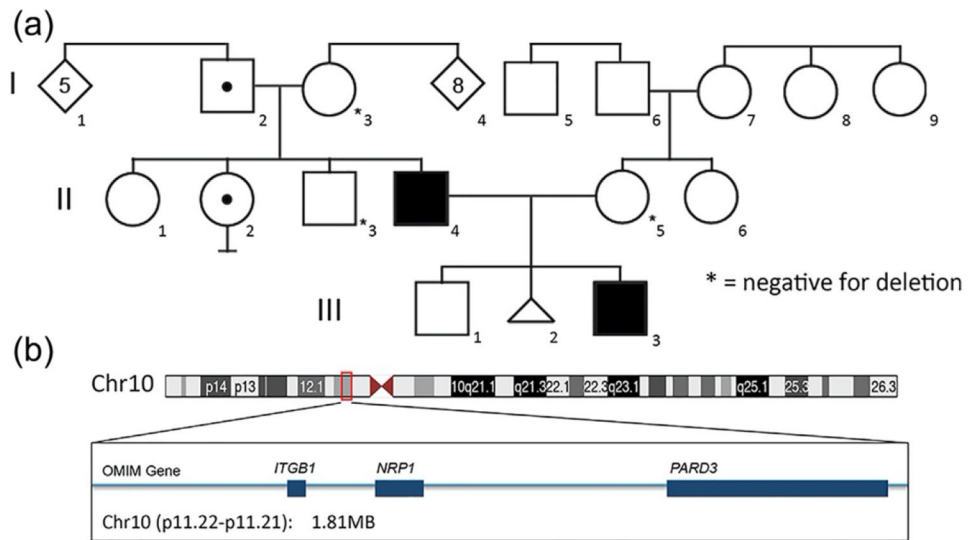 (a)
I
5
1
2
*3
8
4
5
6
7
8
9
II
1
2
*3
4
*5
6
* = negative for deletion
III
1
2
3
(b)
Chr10 p14 p13 12.1 10q21.1 q21.3 22.1 22.3 q23.1 q25.1 25.3 26.3
OMIM Gene ITGB1 NRP1 PARD3
Chr10 (p11.22-p11.21): 1.81MB